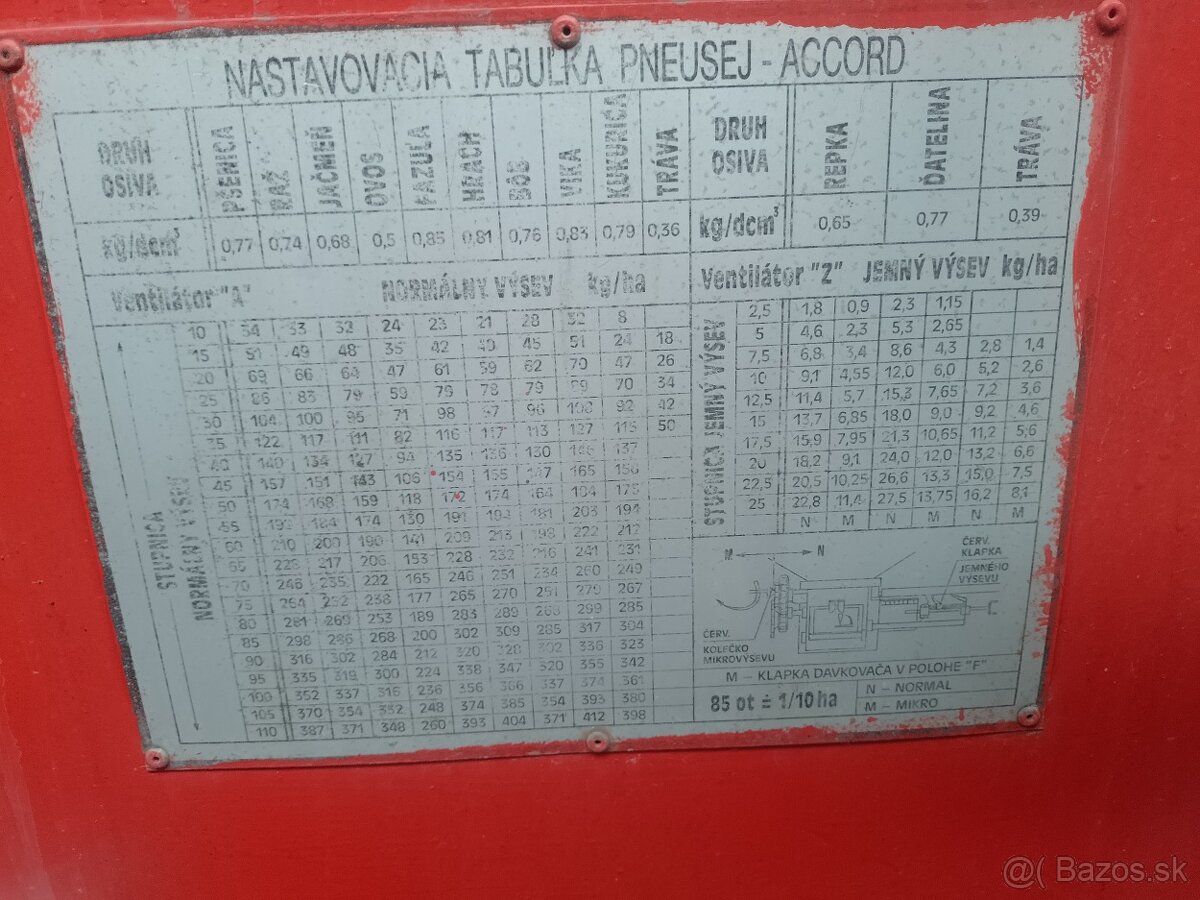 NASTAVOVACIA TABUĽKA PNEUSEJ - ACCORD
DRUH OSIVA PŠENICA RAŽ JAČMEŇ OVOS FAZUĽA HRACH BÔB VIKA KUKURICA TRÁVA
kg/dcm³ 0,77 0,74 0,68 0,5 0,85 0,81 0,76 0,83 0,79 0,36
Ventilátor "A" NORMÁLNY VÝSEV kg/ha
STUPNICA NORMÁLNY VÝSEV
10 34 33 32 24 23 21 28 32 8
15 51 49 48 35 42 40 45 51 24 18
20 69 66 64 47 61 59 62 70 47 26
25 86 83 79 59 79 78 79 89 70 34
30 104 100 95 71 98 97 96 108 92 42
35 122 117 111 82 116 117 113 127 115 50
40 140 134 127 94 135 136 130 146 137
45 157 151 143 106 154 155 147 165 156
50 174 168 159 118 172 174 164 184 175
55 184 174 130 191 181 203 194
60 210 200 190 141 209 213 198 222 212
65 228 217 206 153 228 232 216 241 231
70 246 235 222 165 246 251 234 260 249
75 264 252 238 177 265 270 251 279 267
80 281 269 253 189 283 289 268 299 285
85 298 286 268 200 302 309 285 317 304
90 316 302 284 212 320 328 302 336 323
95 335 319 300 224 338 347 320 355 342
100 352 337 316 236 356 366 337 374 361
105 370 354 332 248 374 385 354 393 380
110 387 371 348 260 393 404 371 412 398
DRUH OSIVA REPKA ĎATELINA TRÁVA
kg/dcm³ 0,65 0,77 0,39
Ventilátor "Z" JEMNÝ VÝSEV kg/ha
STUPNICA JEMNÝ VÝSEV
2,5 1,8 0,9 2,3 1,15
5 4,6 2,3 5,3 2,65
7,5 6,8 3,4 8,6 4,3 2,8 1,4
10 9,1 4,55 12,0 6,0 5,2 2,6
12,5 11,4 5,7 15,3 7,65 7,2 3,6
15 13,7 6,85 18,0 9,0 9,2 4,6
17,5 15,9 7,95 21,3 10,65 11,2 5,6
20 18,2 9,1 24,0 12,0 13,2 6,6
22,5 20,5 10,25 26,6 13,3 15,0 7,5
25 22,8 11,4 27,5 13,75 16,2 8,1
N M N M N M
M N
ČERV. KLAPKA JEMNÉHO VÝSEVU
ČERV. KOLEČKO MIKROVÝSEVU
M – KLAPKA DAVKOVAČA V POLOHE "F"
85 ot = 1/10 ha
N – NORMAL
M – MIKRO
@( Bazos.sk